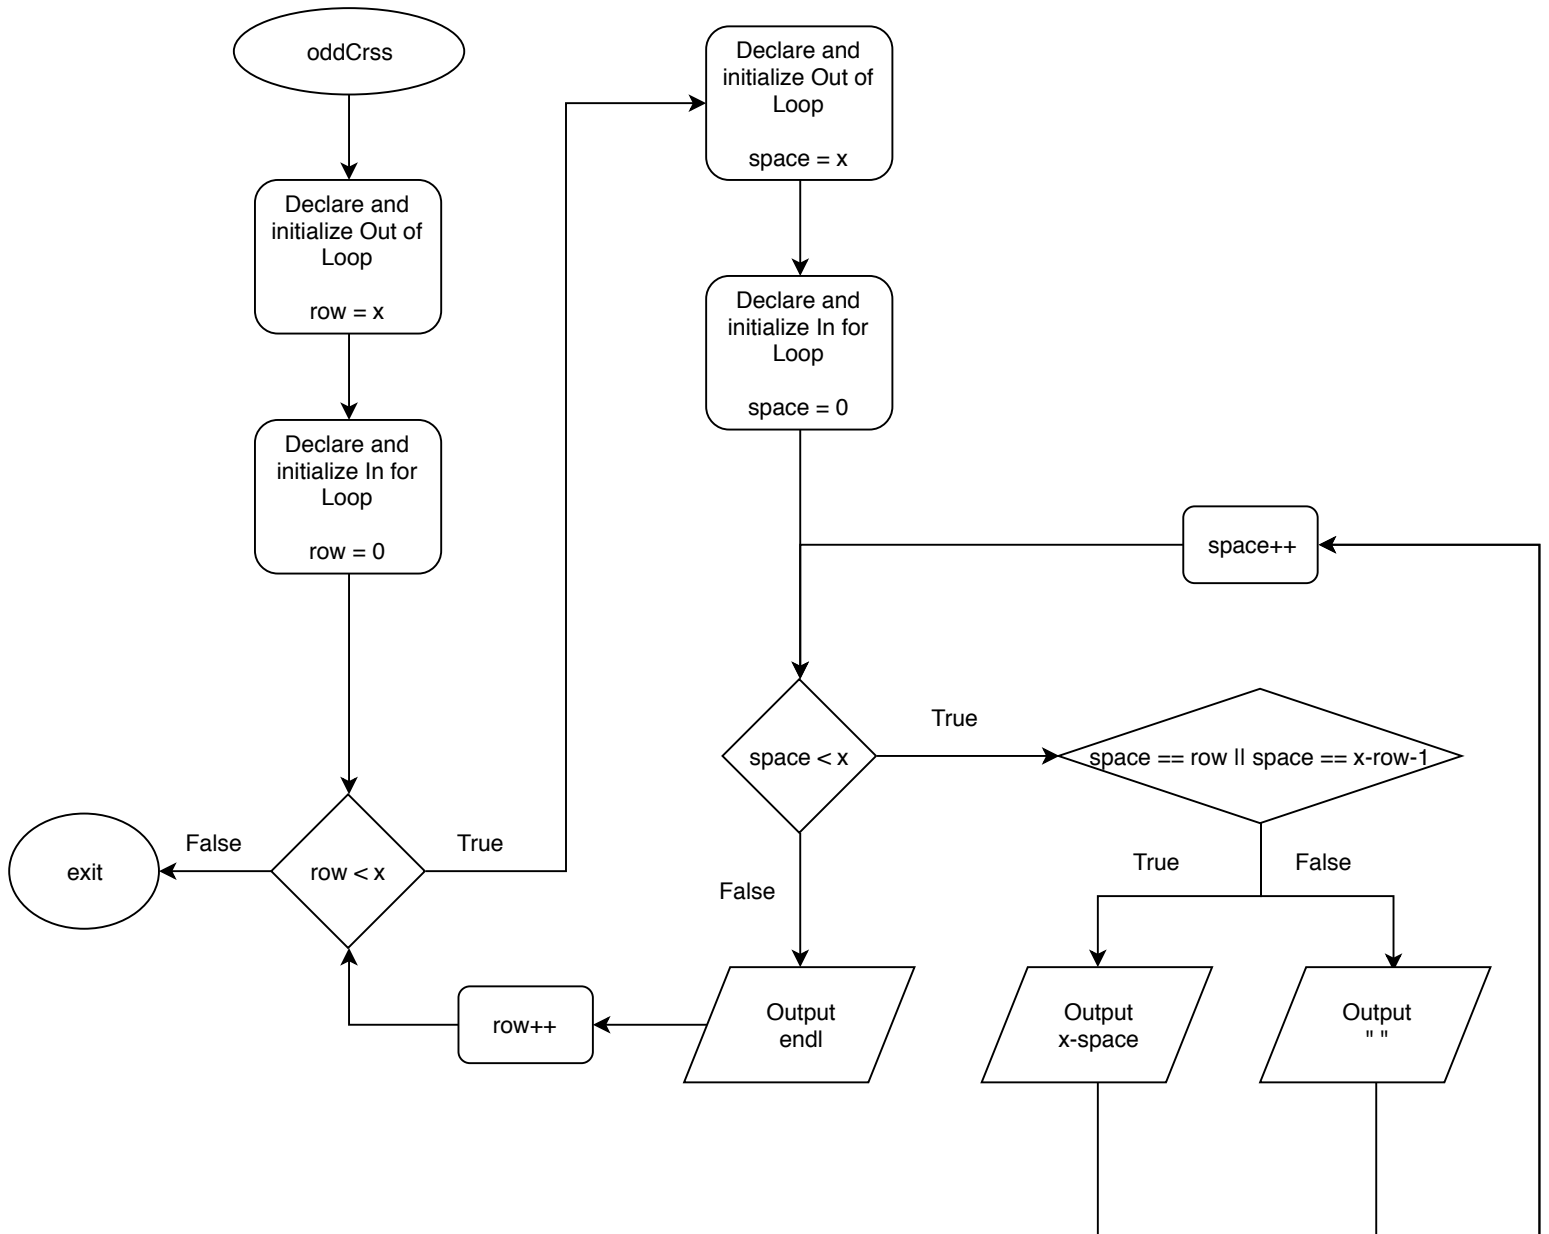 oddCrss
Declare and
initialize Out of
Loop
row = x
Declare and
initialize In for
Loop
row = 0
row < x
False
exit
True
Declare and
initialize Out of
Loop
space = x
Declare and
initialize In for
Loop
space = 0
space++
space < x
True
space == row || space == x-row-1
False
True
False
Output
endl
row++
Output
x-space
Output
" "